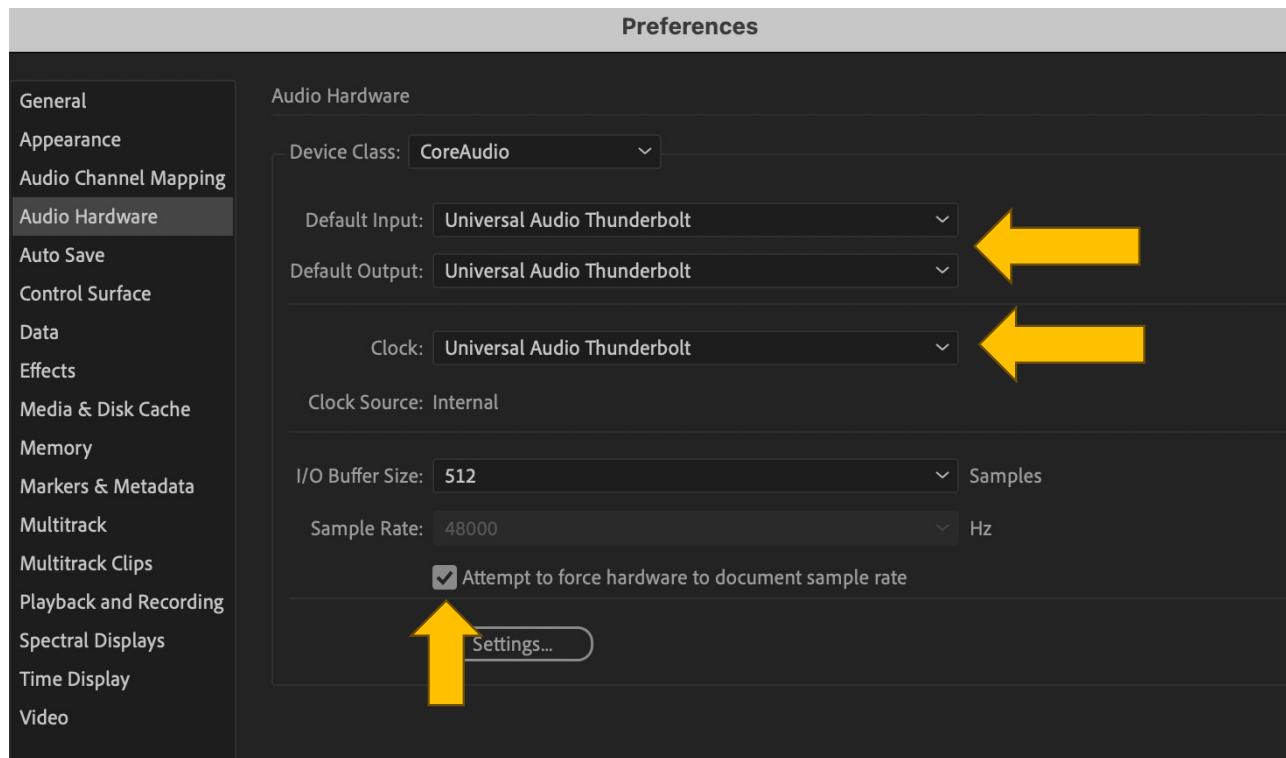 Preferences
General
Appearance
Audio Channel Mapping
Audio Hardware
Auto Save
Control Surface
Data
Effects
Media & Disk Cache
Memory
Markers & Metadata
Multitrack
Multitrack Clips
Playback and Recording
Spectral Displays
Time Display
Video
Audio Hardware
Device Class: CoreAudio
Default Input: Universal Audio Thunderbolt
Default Output: Universal Audio Thunderbolt
Clock: Universal Audio Thunderbolt
Clock Source: Internal
I/O Buffer Size: 512 Samples
Sample Rate: 48000 Hz
Attempt to force hardware to document sample rate
Settings...